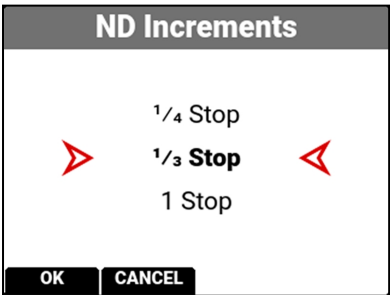 ND Increments
¹/₄ Stop
¹/₃ Stop
1 Stop
OK CANCEL